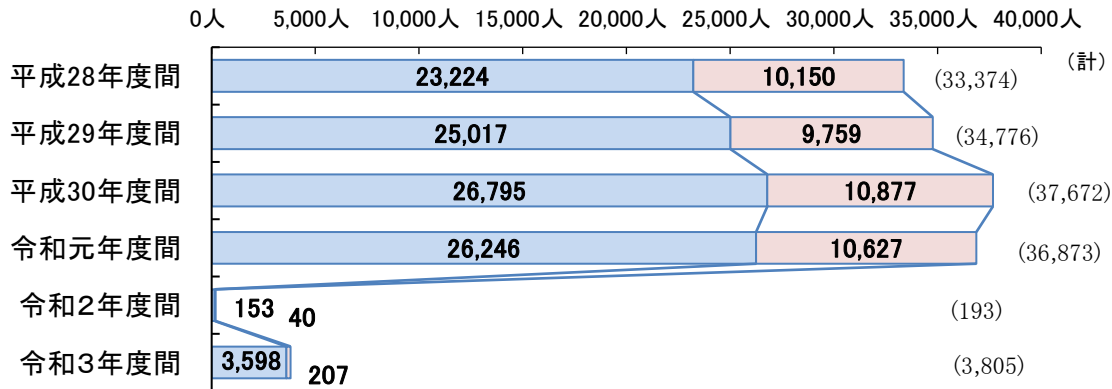 0人 5,000人 10,000人 15,000人 20,000人 25,000人 30,000人 35,000人 40,000人
(計)
平成28年度間 23,224 10,150 (33,374)
平成29年度間 25,017 9,759 (34,776)
平成30年度間 26,795 10,877 (37,672)
令和元年度間 26,246 10,627 (36,873)
令和２年度間 153 40 (193)
令和３年度間 3,598 207 (3,805)